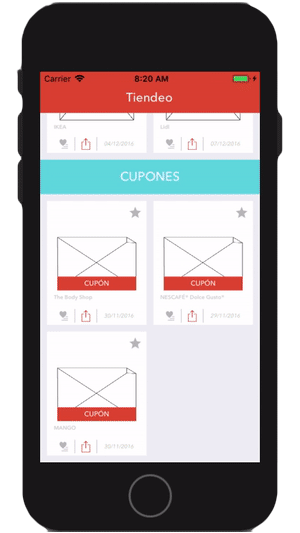 Carrier 8:20 AM
Tiendeo
IKEA
Lidl
04/12/2016
07/12/2016
CUPONES
CUPÓN
CUPÓN
The Body Shop
NESCAFÉ® Dolce Gusto®
30/11/2016
29/11/2016
CUPÓN
MANGO
30/11/2016